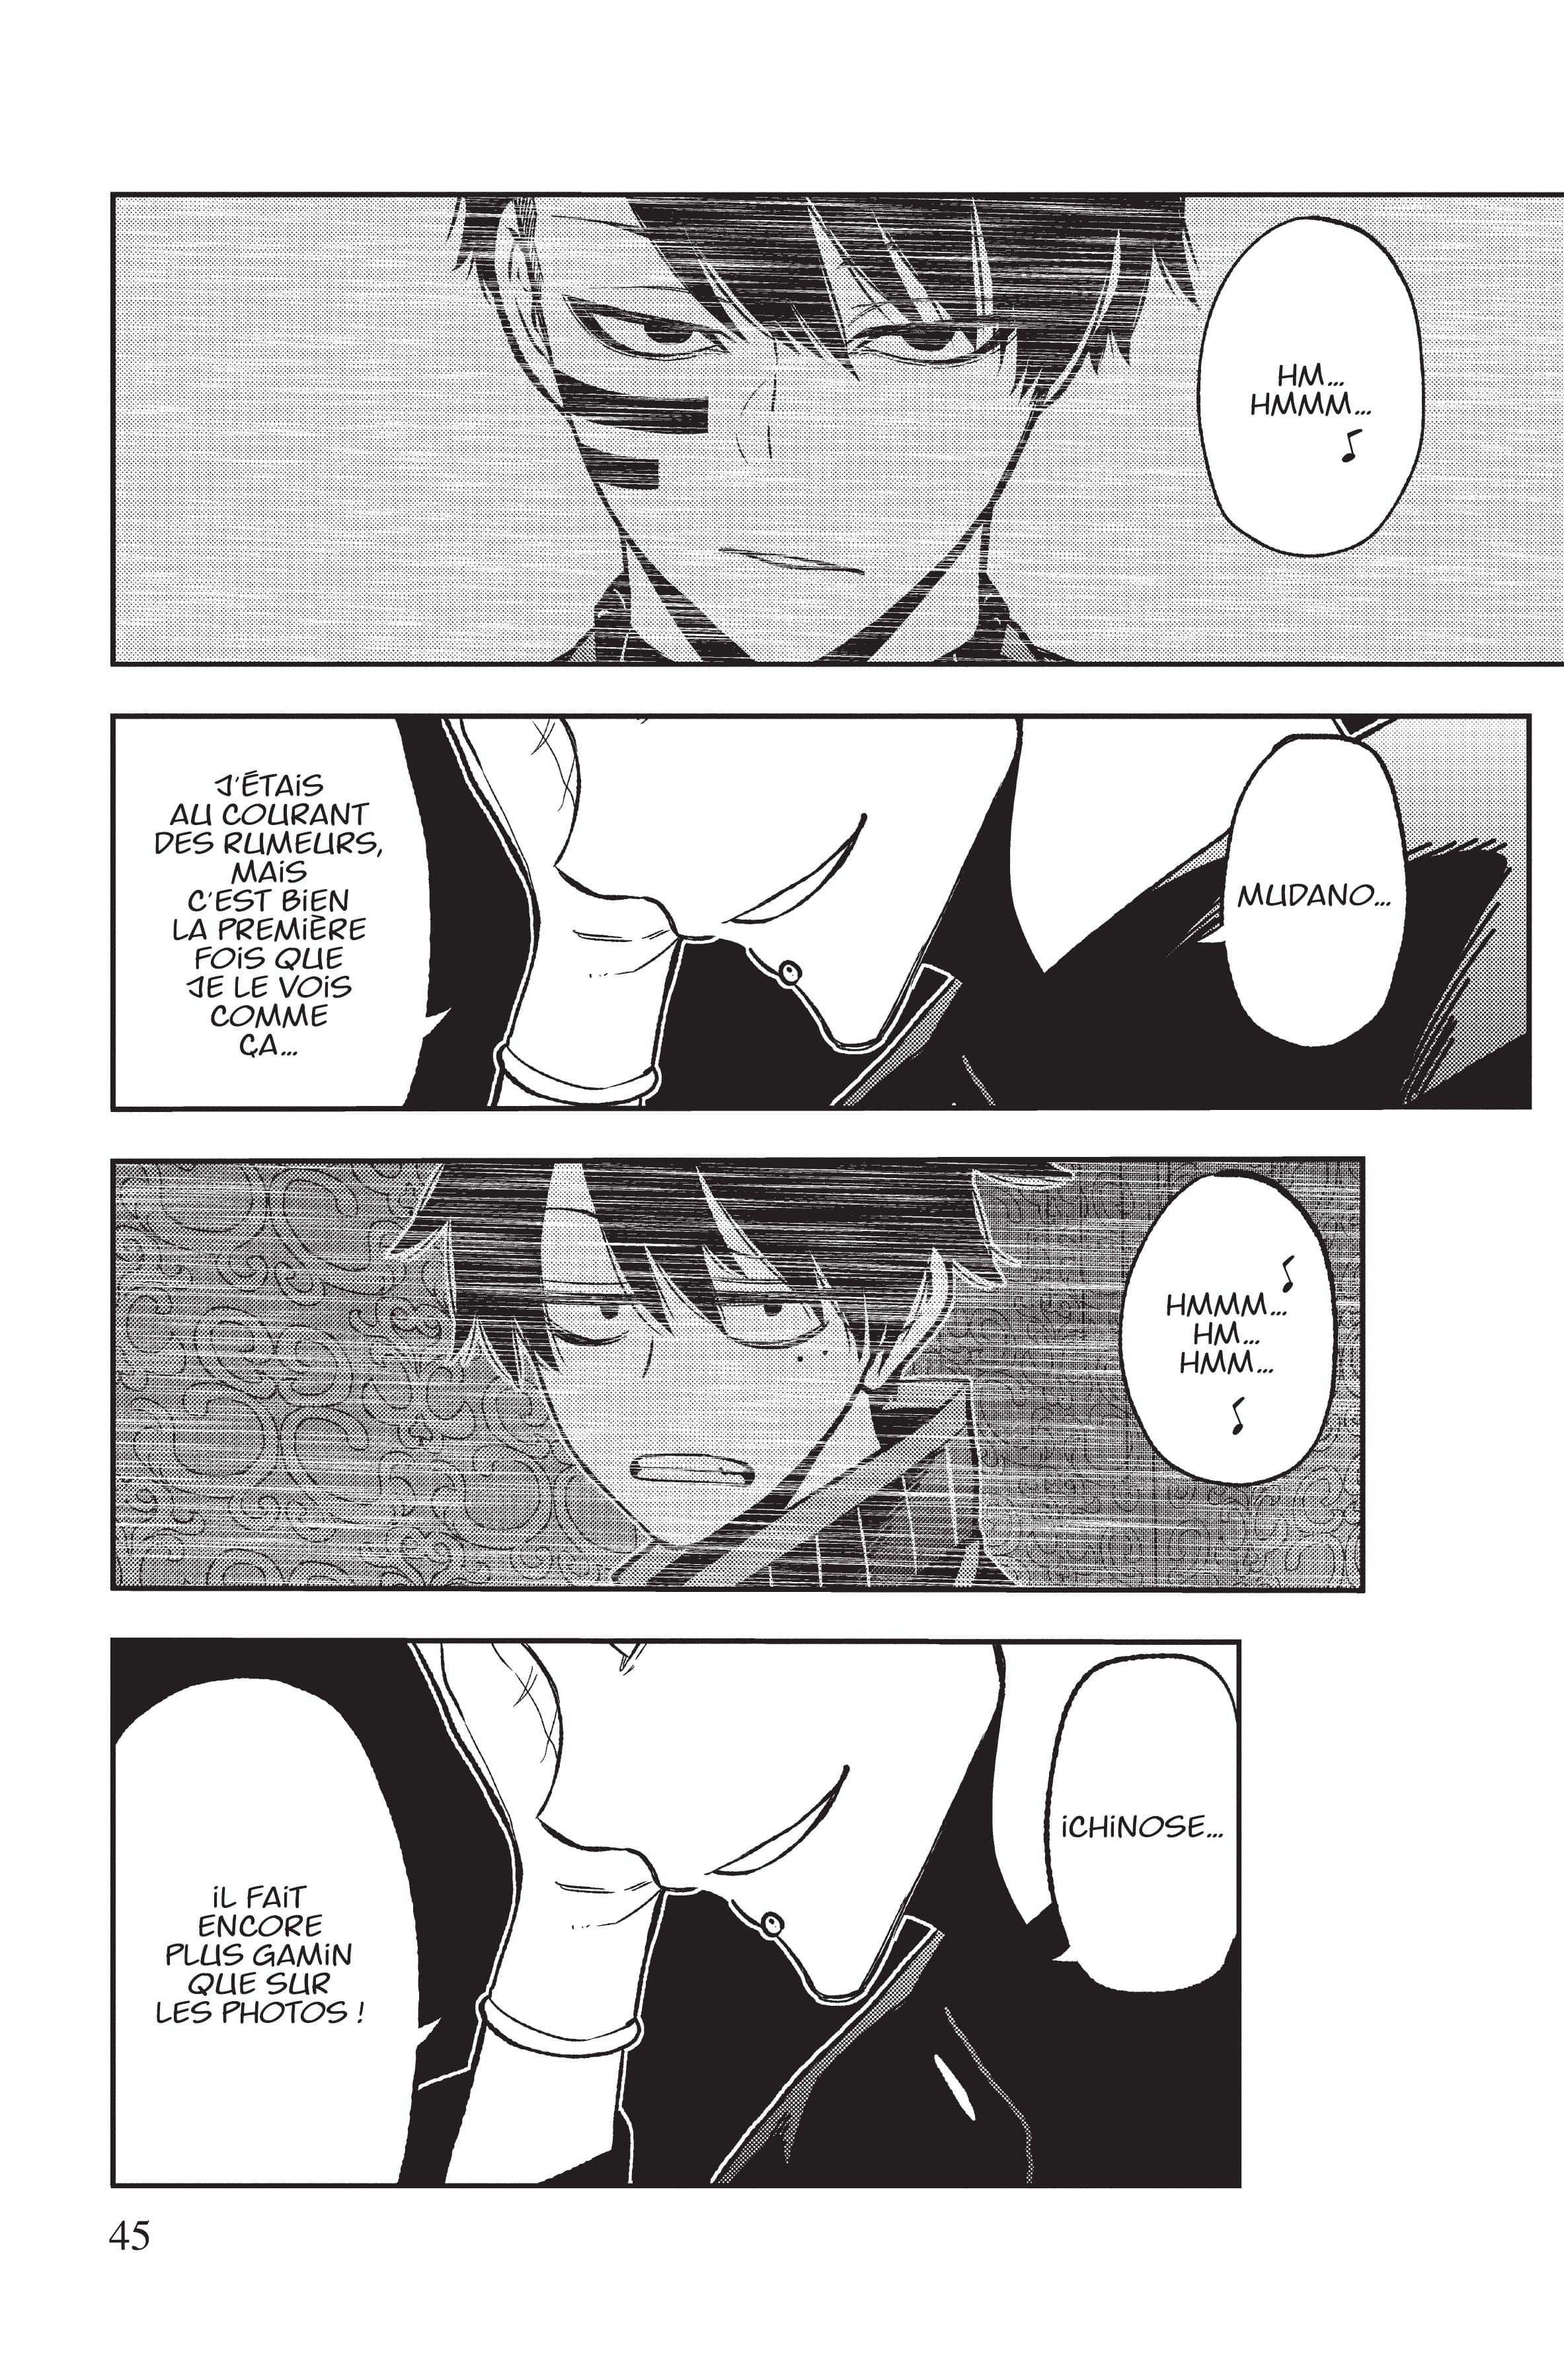 HM...
HMMM...
♪
MUDANO...
J'ÉTAIS
AU COURANT
DES RUMEURS,
MAIS
C'EST BIEN
LA PREMIÈRE
FOIS QUE
JE LE VOIS
COMME
ÇA...
♪
HMMM...
HM...
HMM...
♪
ICHINOSE...
IL FAIT
ENCORE
PLUS GAMIN
QUE SUR
LES PHOTOS !
45